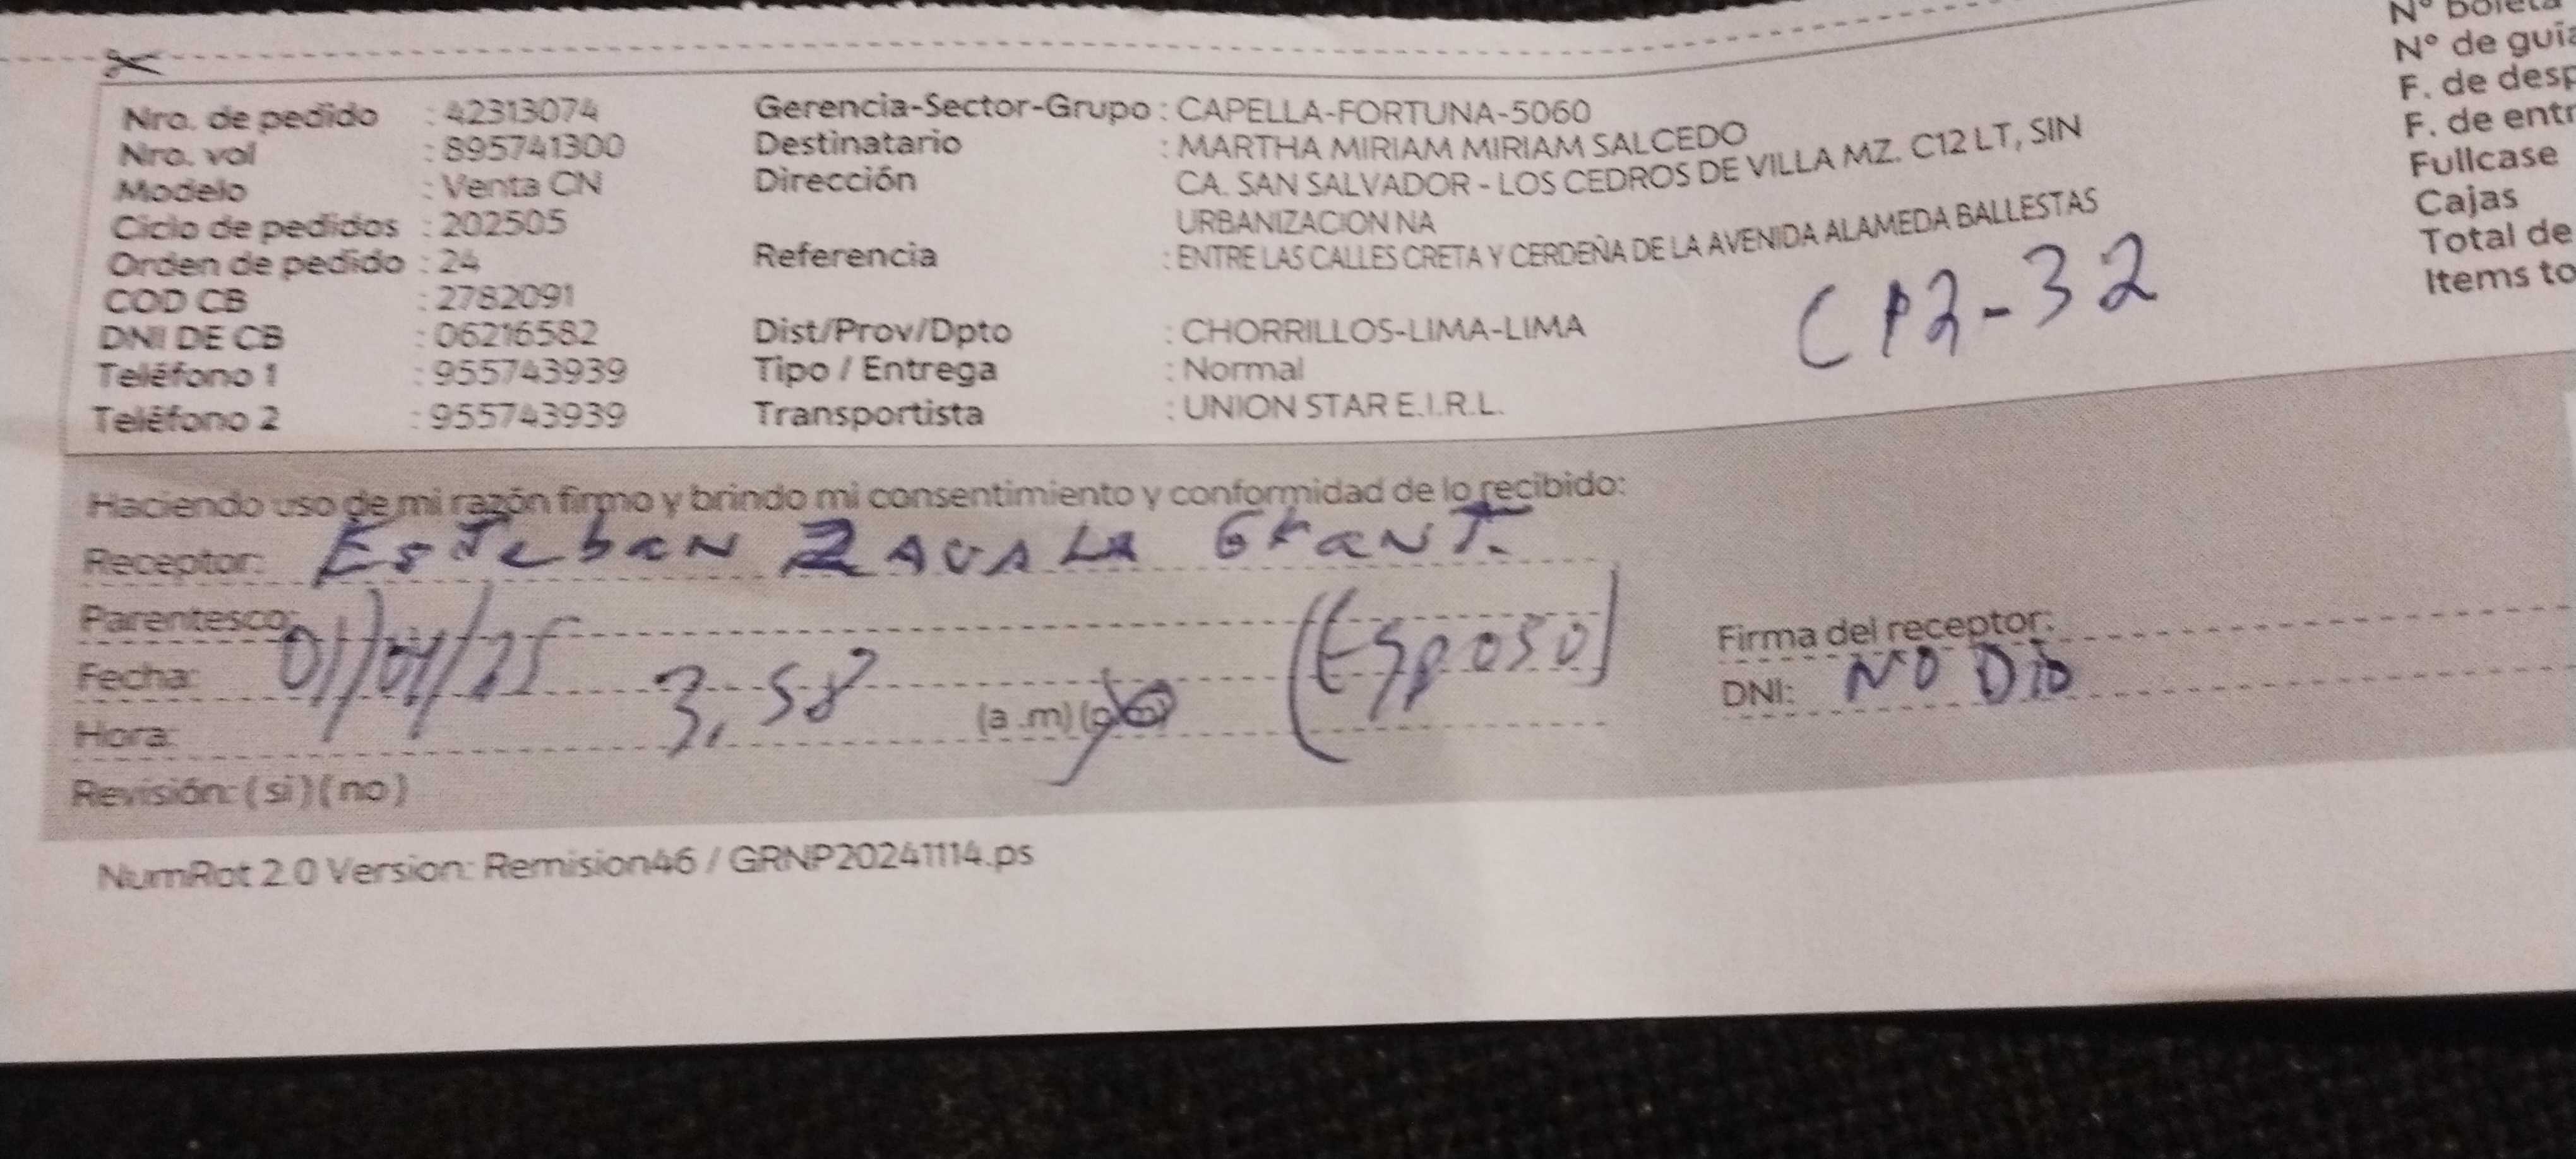 Nro. de pedido : 42313074
Nro. vol : 895741300
Modelo : Venta CN
Ciclo de pedidos : 202505
Orden de pedido : 24
COD CB : 2782091
DNI DE CB : 06216582
Teléfono 1 : 955743939
Teléfono 2 : 955743939
Gerencia-Sector-Grupo : CAPELLA-FORTUNA-5060
Destinatario : MARTHA MIRIAM MIRIAM SALCEDO
Dirección CA. SAN SALVADOR - LOS CEDROS DE VILLA MZ. C12 LT, SIN
URBANIZACION NA
Referencia : ENTRE LAS CALLES CRETA Y CERDEÑA DE LA AVENIDA ALAMEDA BALLESTAS
C12-32
Dist/Prov/Dpto : CHORRILLOS-LIMA-LIMA
Tipo / Entrega : Normal
Transportista : UNION STAR E.I.R.L.
N° boleta
N° de guía
F. de desp
F. de entr
Fullcase
Cajas
Total de
Items to
Haciendo uso de mi razón firmo y brindo mi consentimiento y conformidad de lo recibido:
Receptor: Esteban ZAVALA Grant.
Parentesco: (Esposo)
Fecha: 01/04/25
Hora: 3,58 (a .m) (p
Revisión: (si) (no)
Firma del receptor:
DNI: NO Dio
NumRot 2.0 Version: Remision46 / GRNP20241114.ps